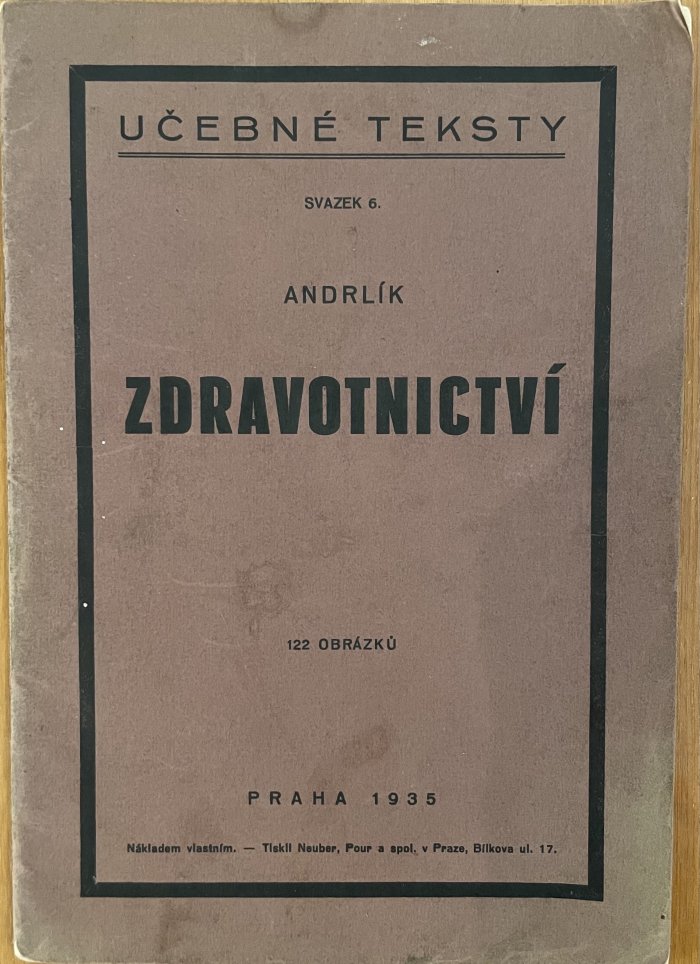 UČEBNÉ TEKSTY
SVAZEK 6.
ANDRLÍK
ZDRAVOTNICTVÍ
122 OBRÁZKŮ
PRAHA 1935
Nákladem vlastním. — Tiskli Neuber, Pour a spol. v Praze, Bílkova ul. 17.